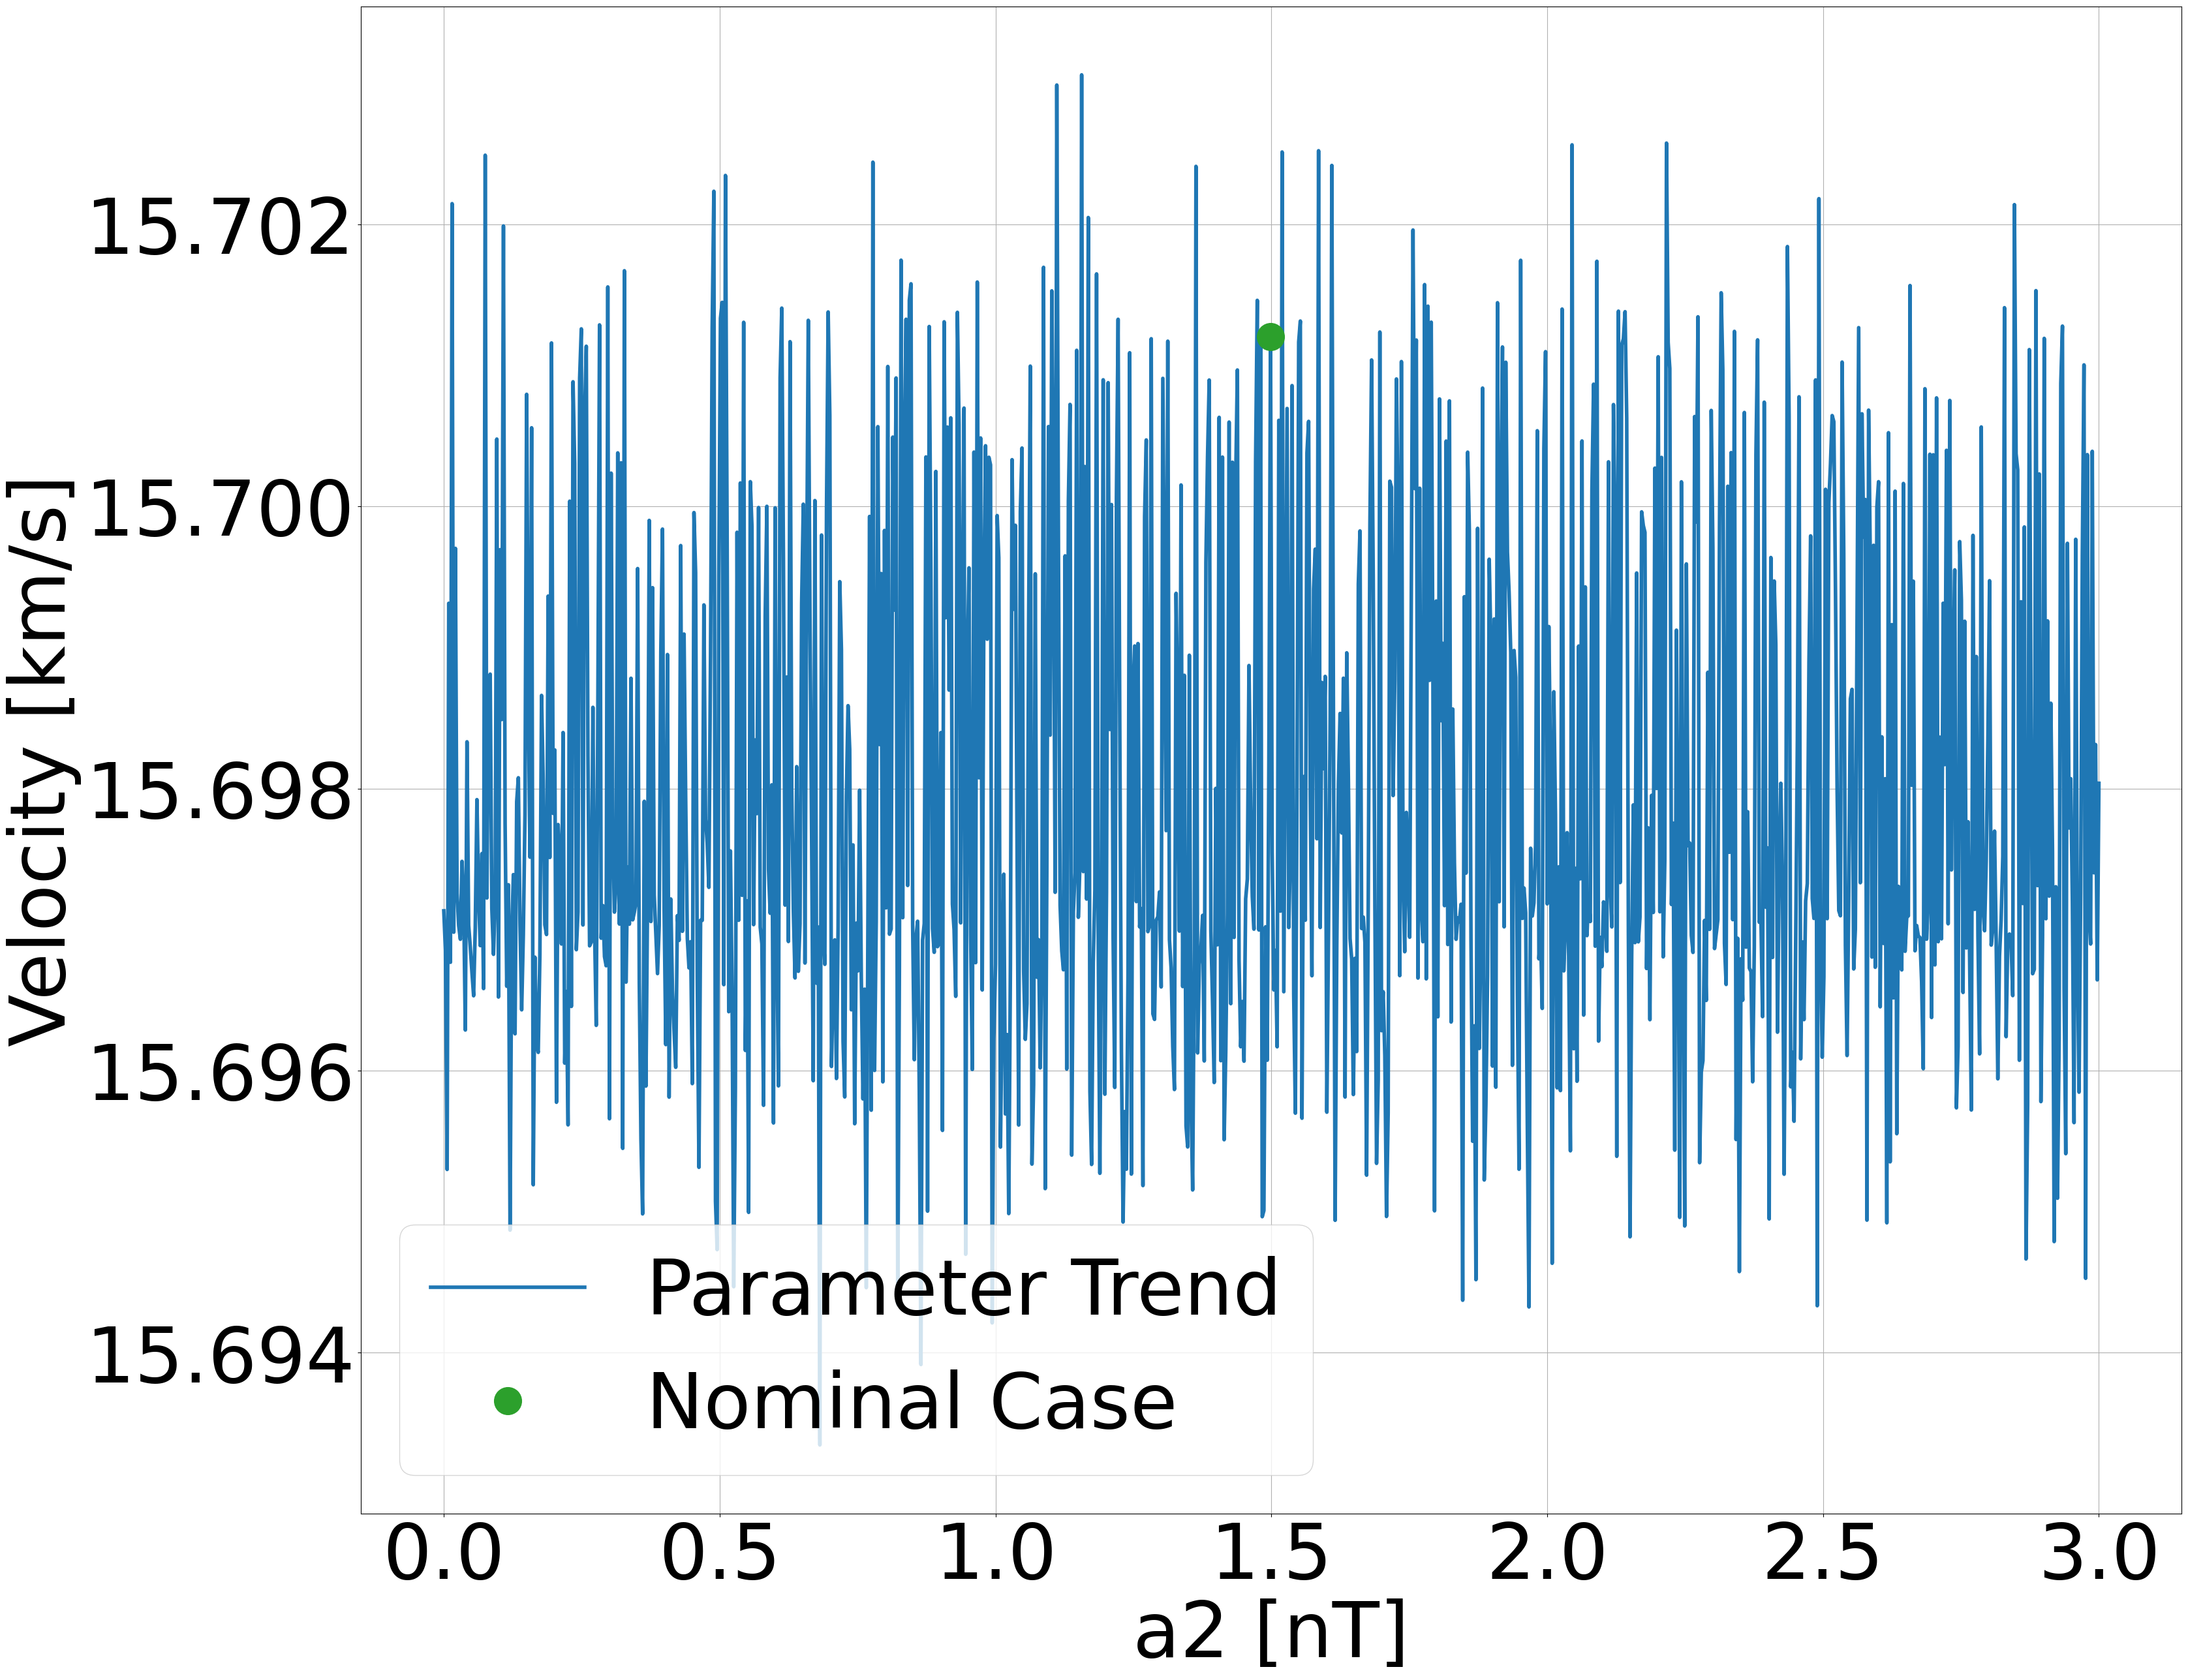 15.702
15.700
15.698
15.696
15.694
Velocity [km/s]
Parameter Trend
Nominal Case
0.0 0.5 1.0 1.5 2.0 2.5 3.0
a2 [nT]